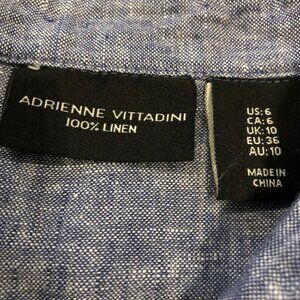 ADRIENNE VITTADINI
100% LINEN
US: 6
CA: 6
UK: 10
EU: 36
AU: 10
MADE IN
CHINA